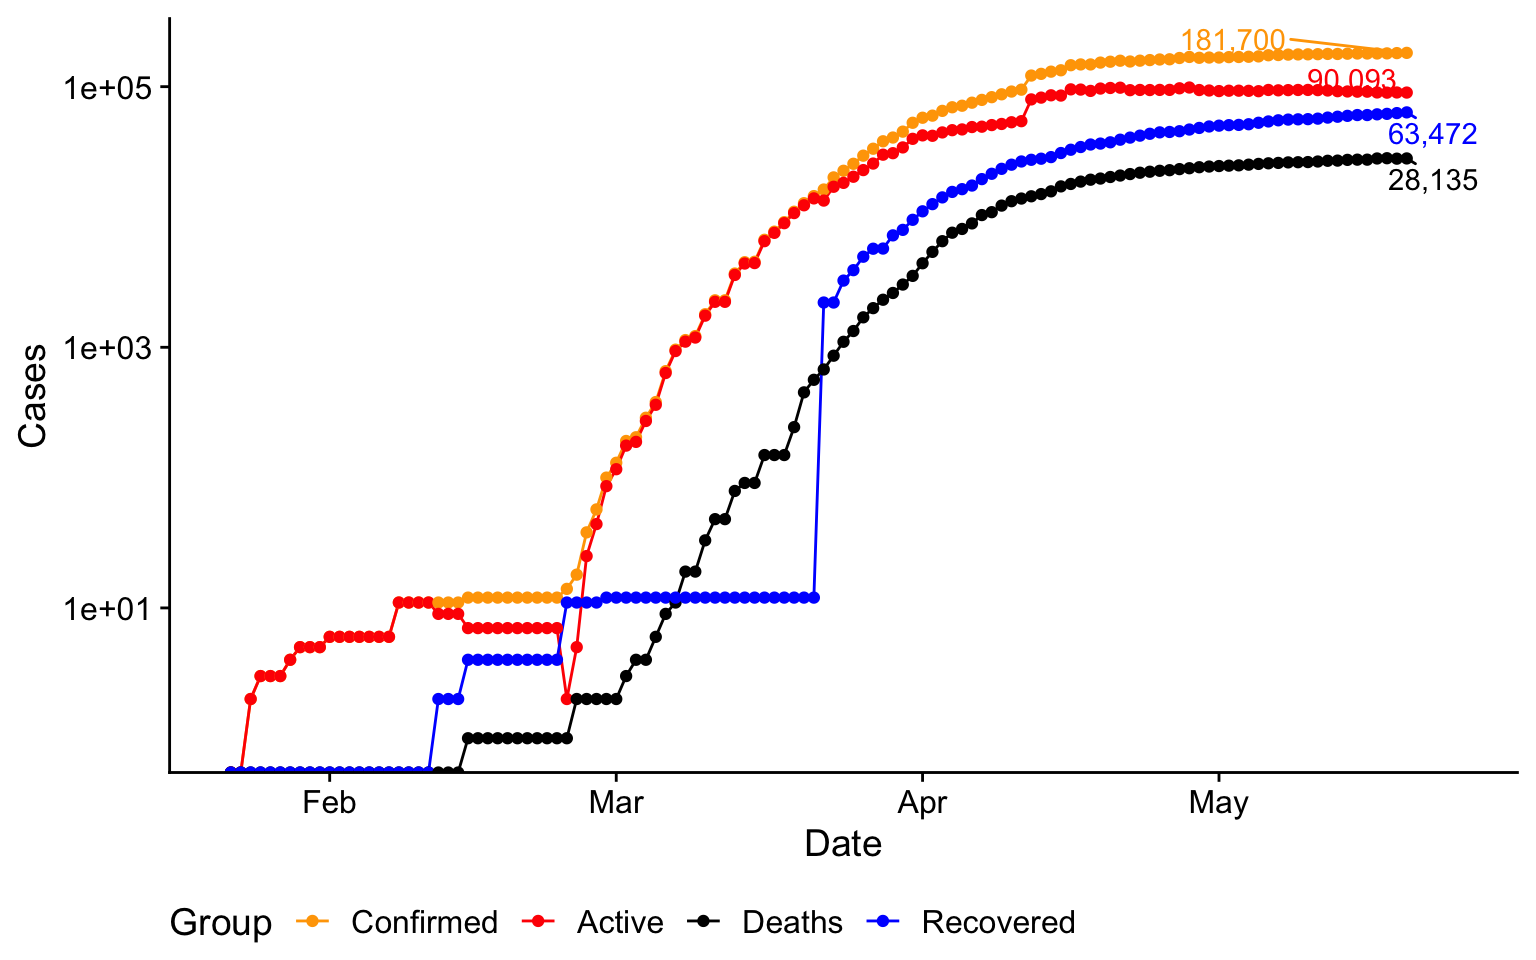 181,700
1e+05
90,093
63,472
28,135
1e+03
Cases
1e+01
Feb Mar Apr May
Date
Group Confirmed Active Deaths Recovered